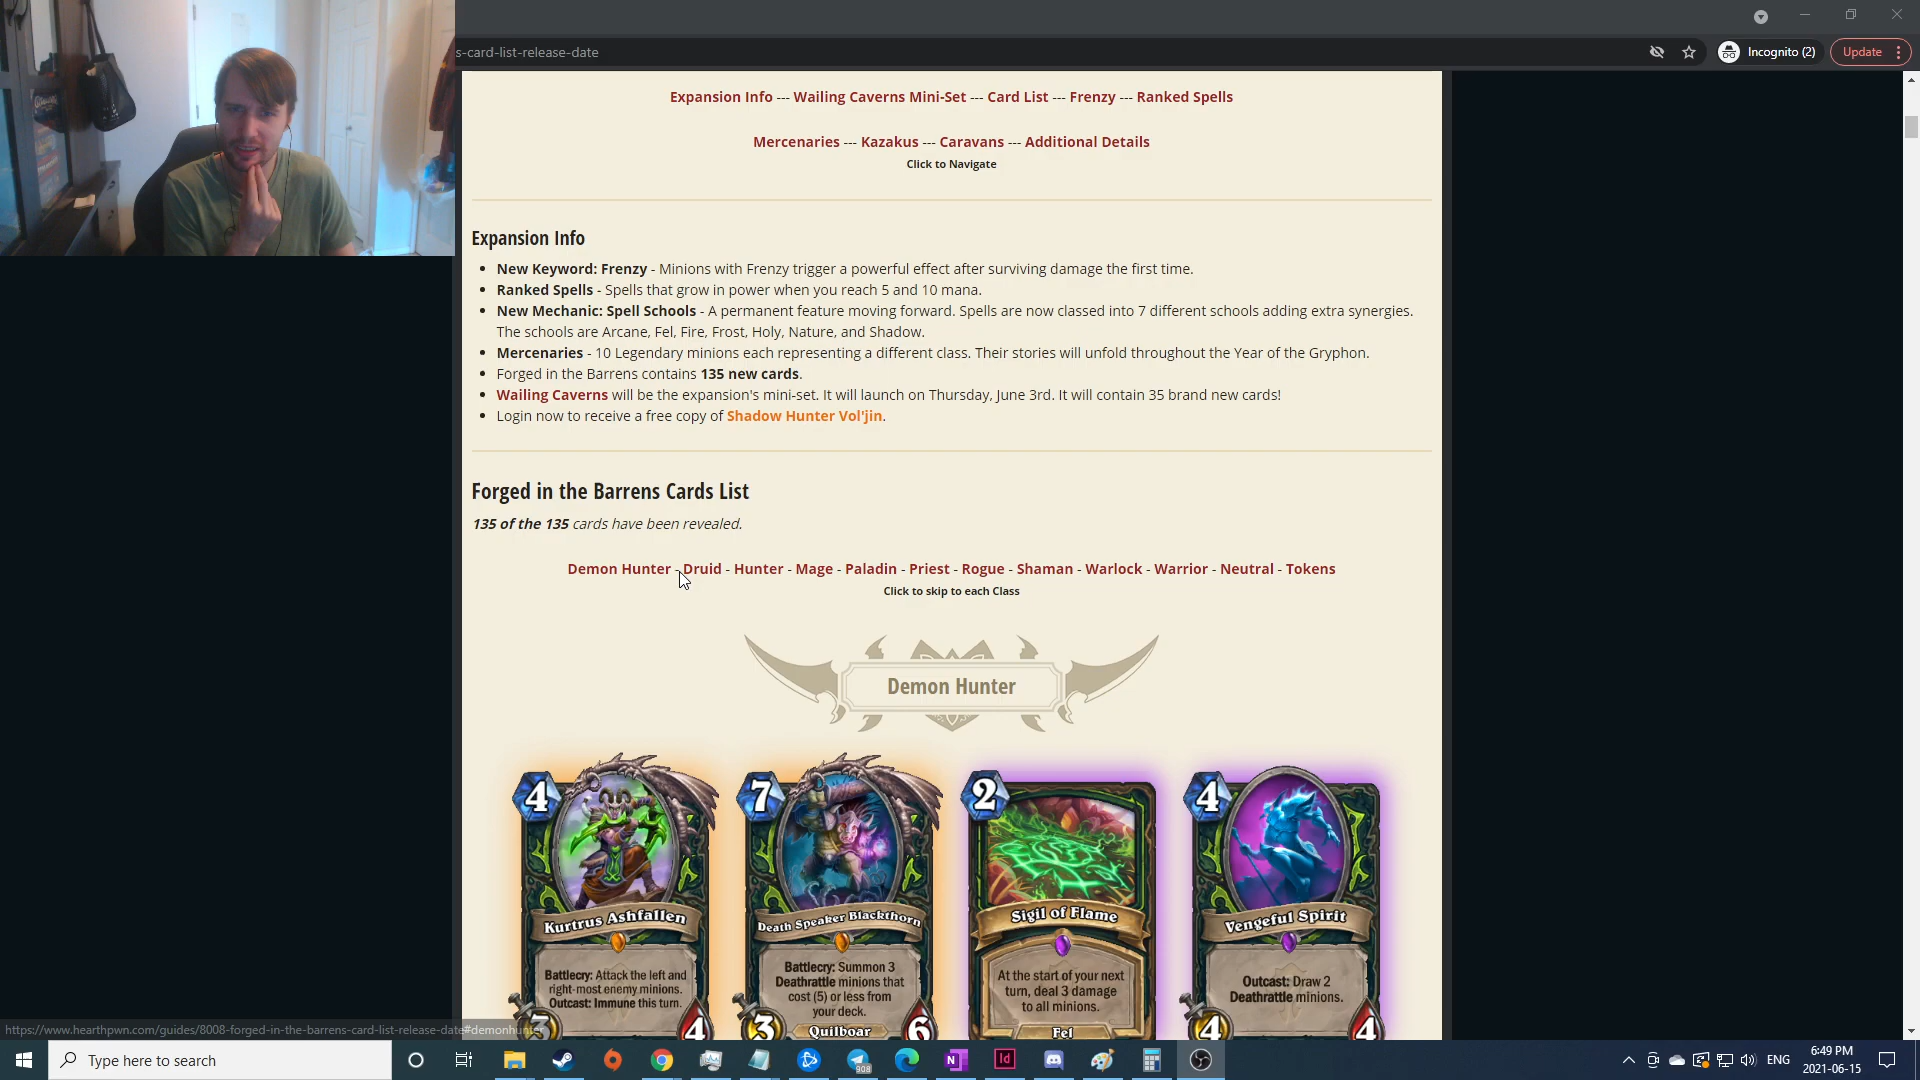 s-card-list-release-date
Incognito (2)
Update
Expansion Info --- Wailing Caverns Mini-Set --- Card List --- Frenzy --- Ranked Spells
Mercenaries --- Kazakus --- Caravans --- Additional Details
Click to Navigate
Expansion Info
New Keyword: Frenzy - Minions with Frenzy trigger a powerful effect after surviving damage the first time.
Ranked Spells - Spells that grow in power when you reach 5 and 10 mana.
New Mechanic: Spell Schools - A permanent feature moving forward. Spells are now classed into 7 different schools adding extra synergies.
The schools are Arcane, Fel, Fire, Frost, Holy, Nature, and Shadow.
Mercenaries - 10 Legendary minions each representing a different class. Their stories will unfold throughout the Year of the Gryphon.
Forged in the Barrens contains 135 new cards.
Wailing Caverns will be the expansion's mini-set. It will launch on Thursday, June 3rd. It will contain 35 brand new cards!
Login now to receive a free copy of Shadow Hunter Vol'jin.
Forged in the Barrens Cards List
135 of the 135 cards have been revealed.
Demon Hunter - Druid - Hunter - Mage - Paladin - Priest - Rogue - Shaman - Warlock - Warrior - Neutral - Tokens
Click to skip to each Class
Demon Hunter
4
Kurtrus Ashfallen
Battlecry: Attack the left and
right-most enemy minions.
Outcast: Immune this turn.
3
4
7
Death Speaker Blackthorn
Battlecry: Summon 3
Deathrattle minions that
cost (5) or less from
your deck.
3
Quilboar
6
2
Sigil of Flame
At the start of your next
turn, deal 3 damage
to all minions.
Fel
4
Vengeful Spirit
Outcast: Draw 2
Deathrattle minions.
4
4
https://www.hearthpwn.com/guides/8008-forged-in-the-barrens-card-list-release-date#demonhunter
Type here to search
908
N
Id
ENG
6:49 PM
2021-06-15